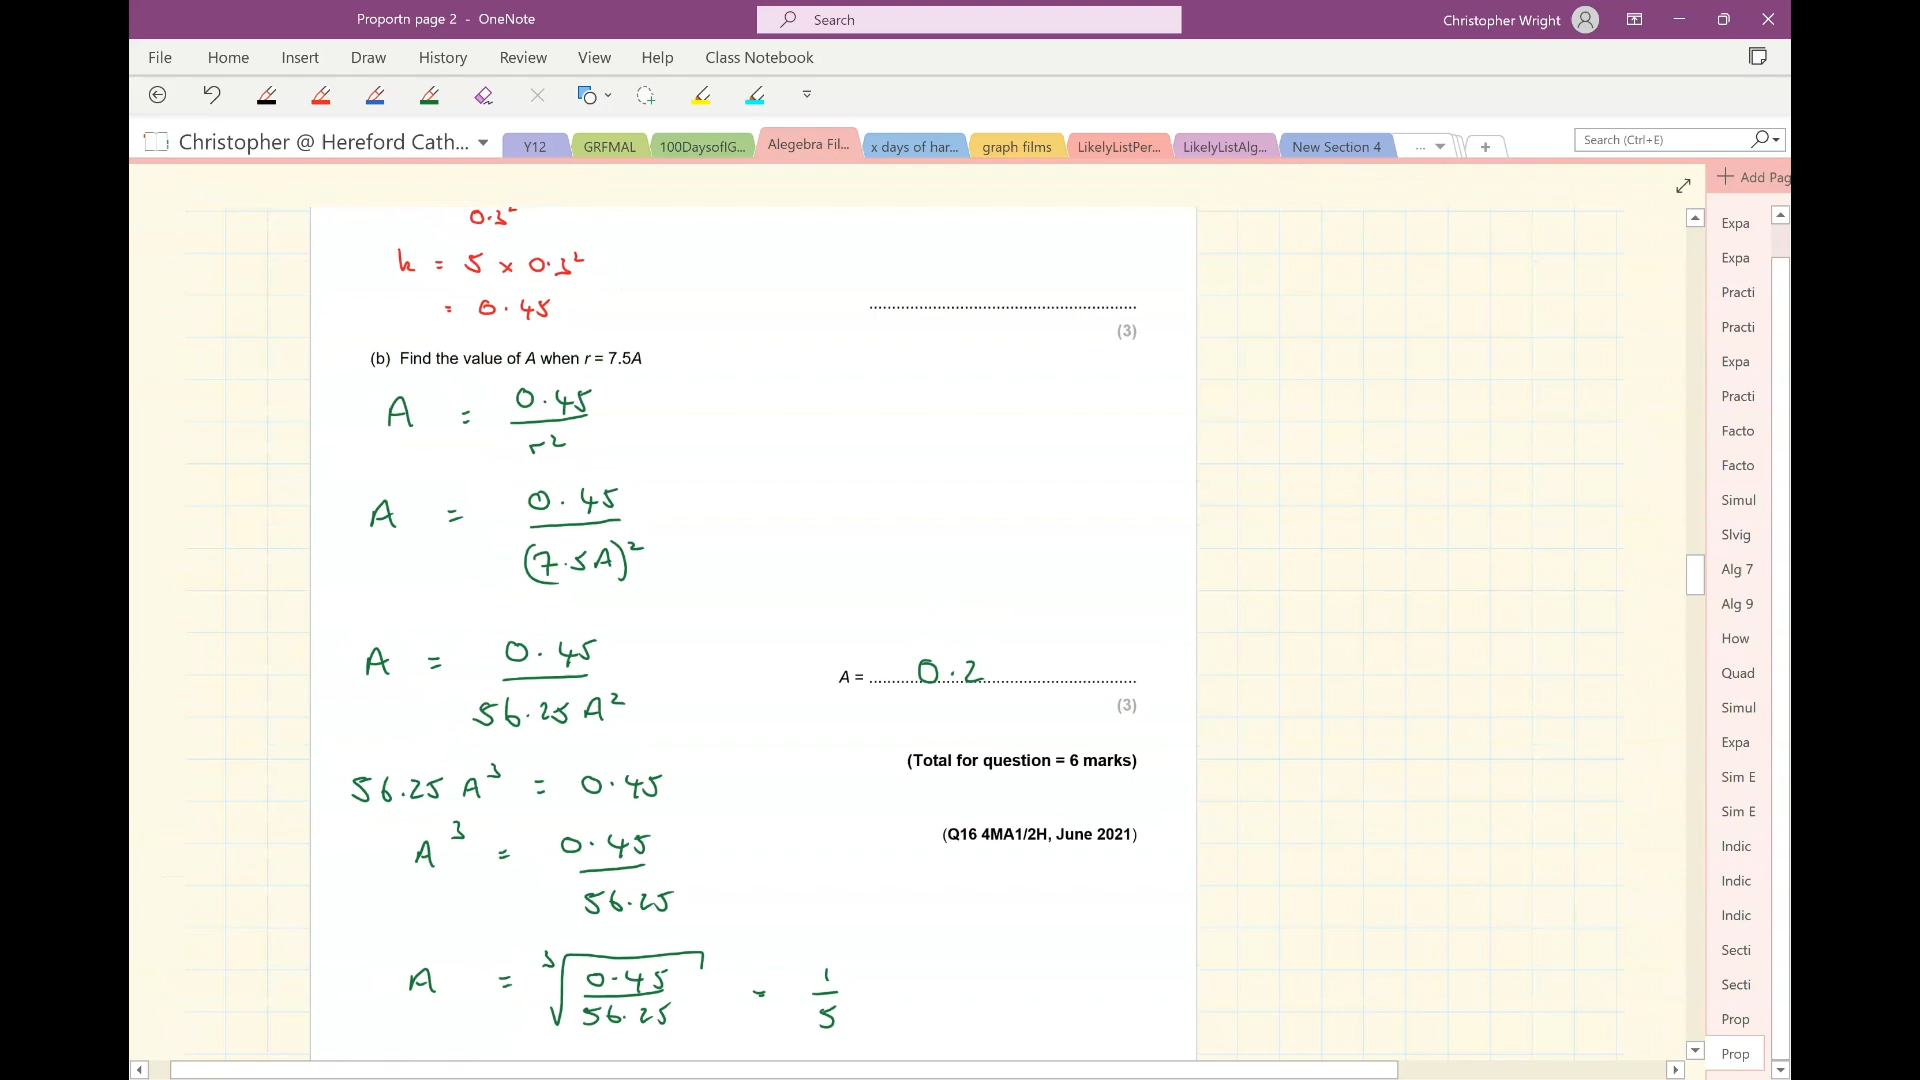 Proportn page 2 - OneNote
Search
Christopher Wright
File Home Insert Draw History Review View Help Class Notebook
Christopher @ Hereford Cath...
Y12
GRFMAL
100DaysofIG...
Alegebra Fil...
x days of har...
graph films
LikelyListPer...
LikelyListAlg...
New Section 4
...
Search (Ctrl+E)
Add Pag
0.3²
k = 5 × 0.3²
= 0.45
(3)
(b) Find the value of A when r = 7.5A
A = 0.45 / r²
A = 0.45 / (7.5A)²
A = 0.45 / 56.25 A²
A = 0.2
(3)
(Total for question = 6 marks)
56.25 A³ = 0.45
(Q16 4MA1/2H, June 2021)
A³ = 0.45 / 56.25
A = ³√(0.45 / 56.25) = 1/5
Expa
Expa
Practi
Practi
Expa
Practi
Facto
Facto
Simul
Slvig
Alg 7
Alg 9
How
Quad
Simul
Expa
Sim E
Sim E
Indic
Indic
Indic
Secti
Secti
Prop
Prop